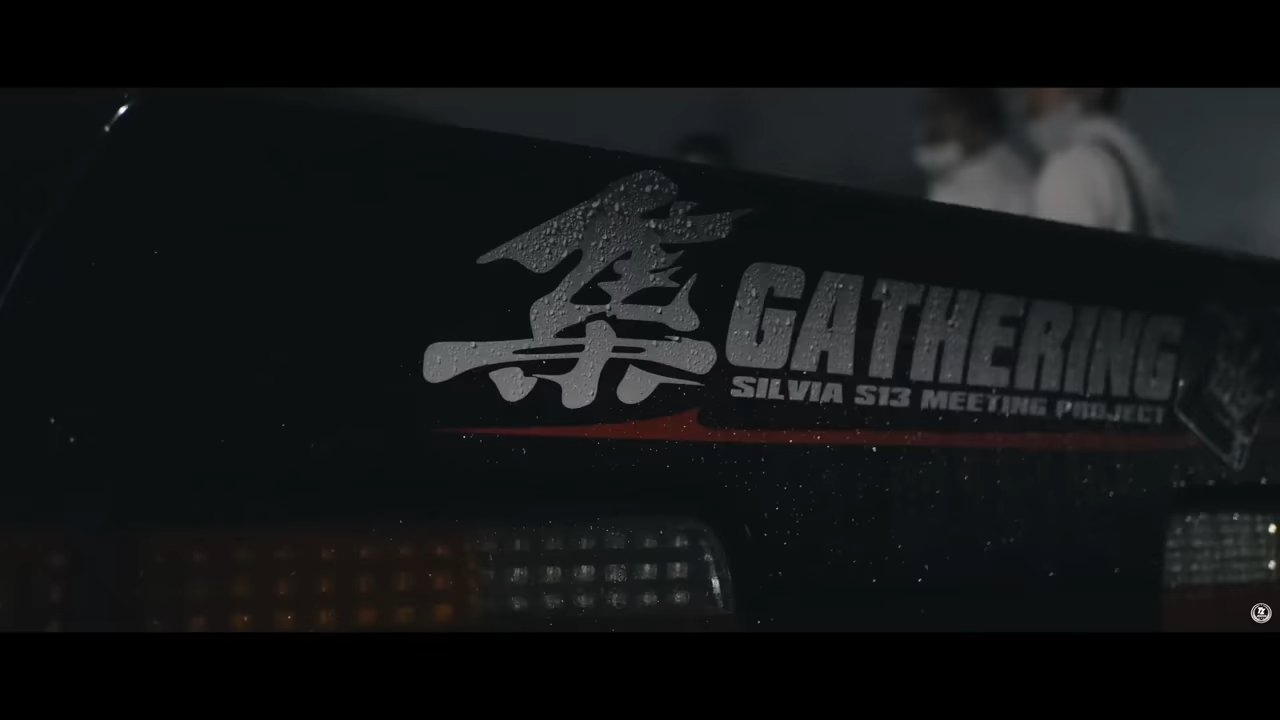 集
GATHERING
SILVIA S13 MEETING PROJECT